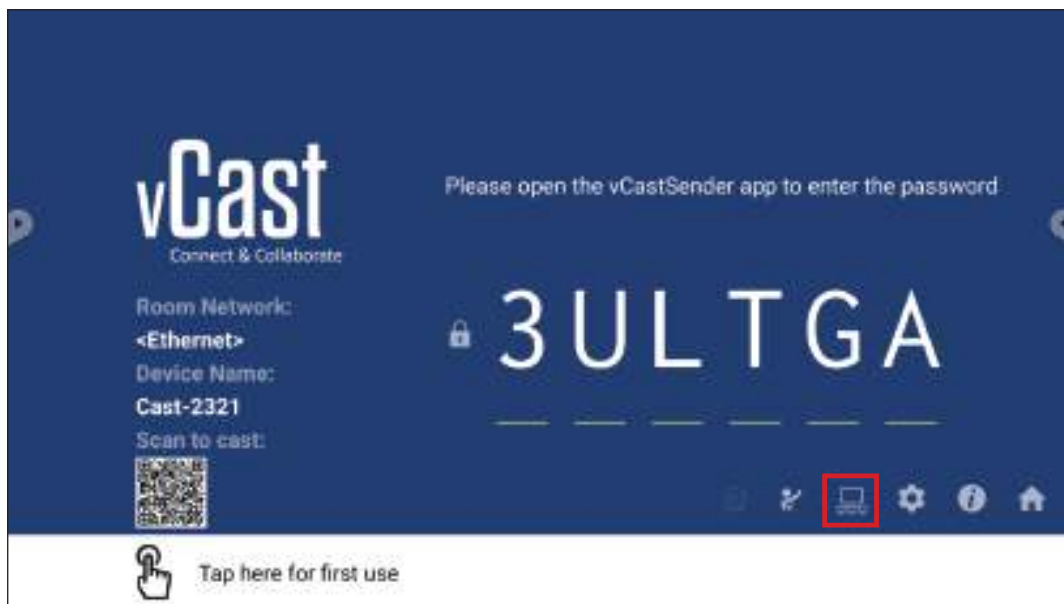 vCast
Connect & Collaborate
Please open the vCastSender app to enter the password
Room Network:
<Ethernet>
Device Name:
Cast-2321
Scan to cast:
3ULTGA
Tap here for first use